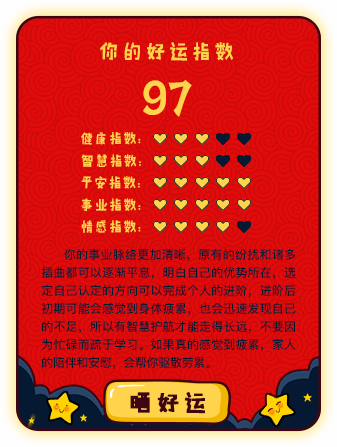 你的好运指数
97
健康指数：
智慧指数：
平安指数：
事业指数：
情感指数：
你的事业脉络更加清晰，原有的纷扰和诸多
插曲都可以逐渐平息，明白自己的优势所在，选
定自己认定的方向可以完成个人的进阶，进阶后
初期可能会感觉到身体疲累，也会迅速发现自己
的不足，所以有智慧护航才能走得长远，不要因
为忙碌而疏于学习。如果真的感觉到疲累，家人
的陪伴和安慰，会帮你驱散劳累。
晒好运